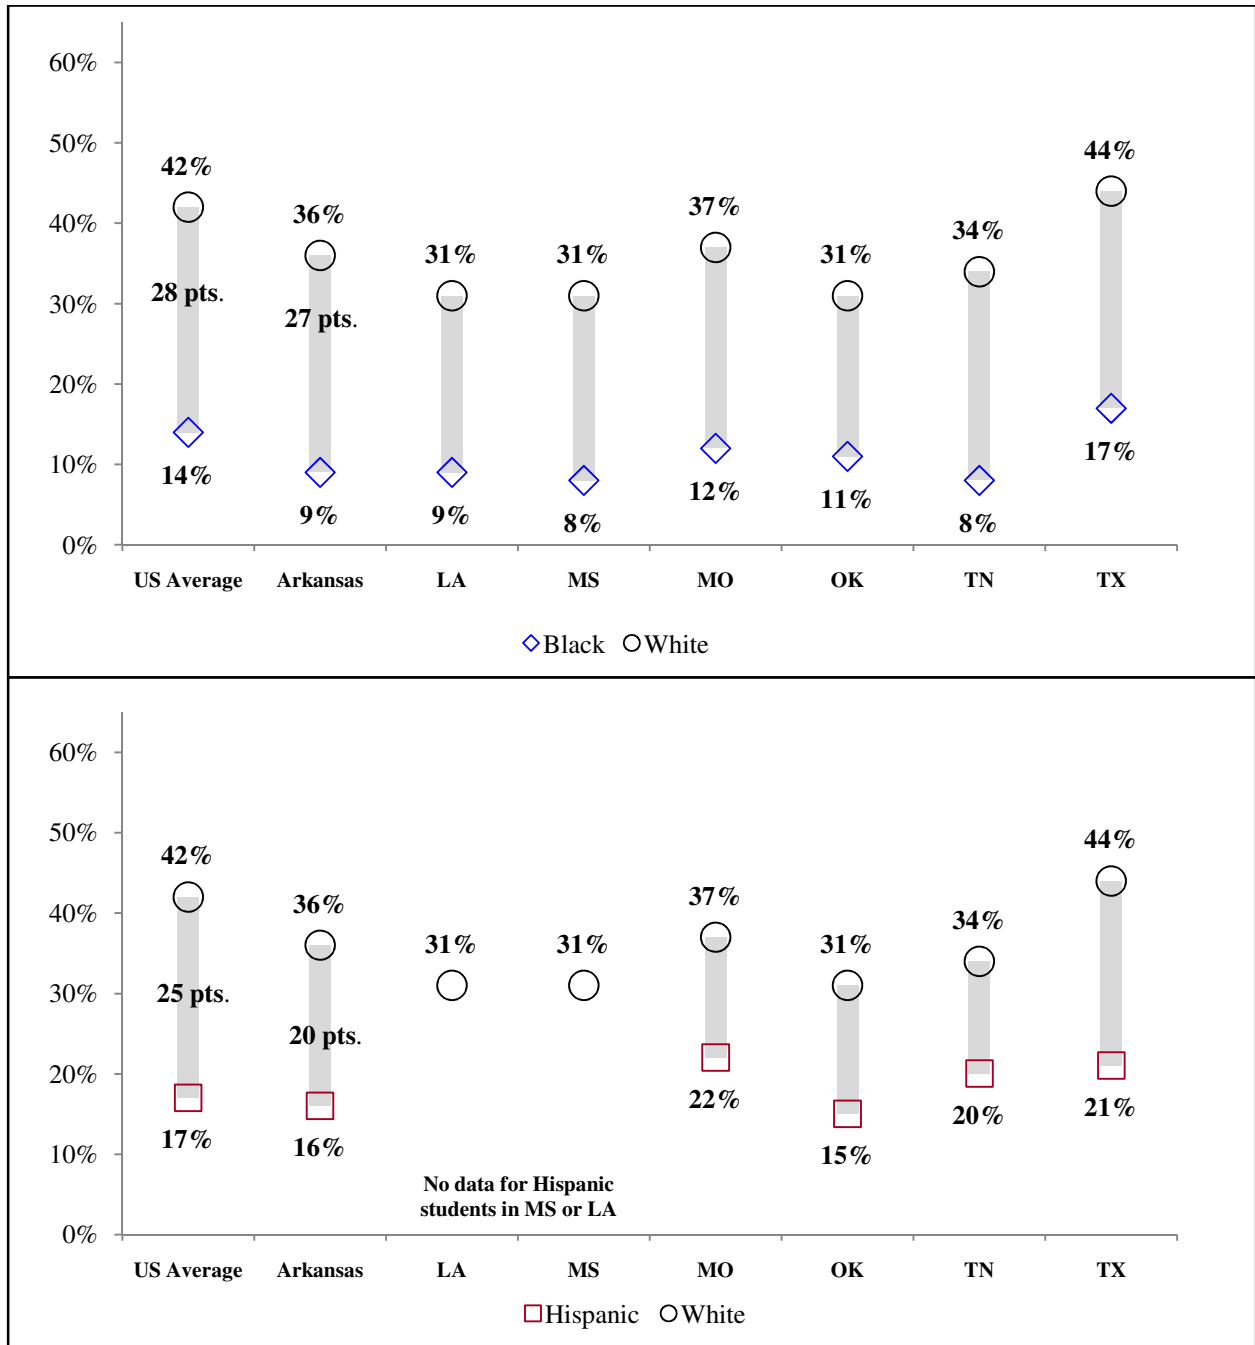 60%
50%
40%
30%
20%
10%
0%
42%
36%
31%
31%
37%
31%
34%
44%
28 pts.
27 pts.
14%
9%
9%
8%
12%
11%
8%
17%
US Average
Arkansas
LA
MS
MO
OK
TN
TX
Black
White
60%
50%
40%
30%
20%
10%
0%
42%
36%
31%
31%
37%
31%
34%
44%
25 pts.
20 pts.
17%
16%
22%
15%
20%
21%
No data for Hispanic
students in MS or LA
US Average
Arkansas
LA
MS
MO
OK
TN
TX
Hispanic
White